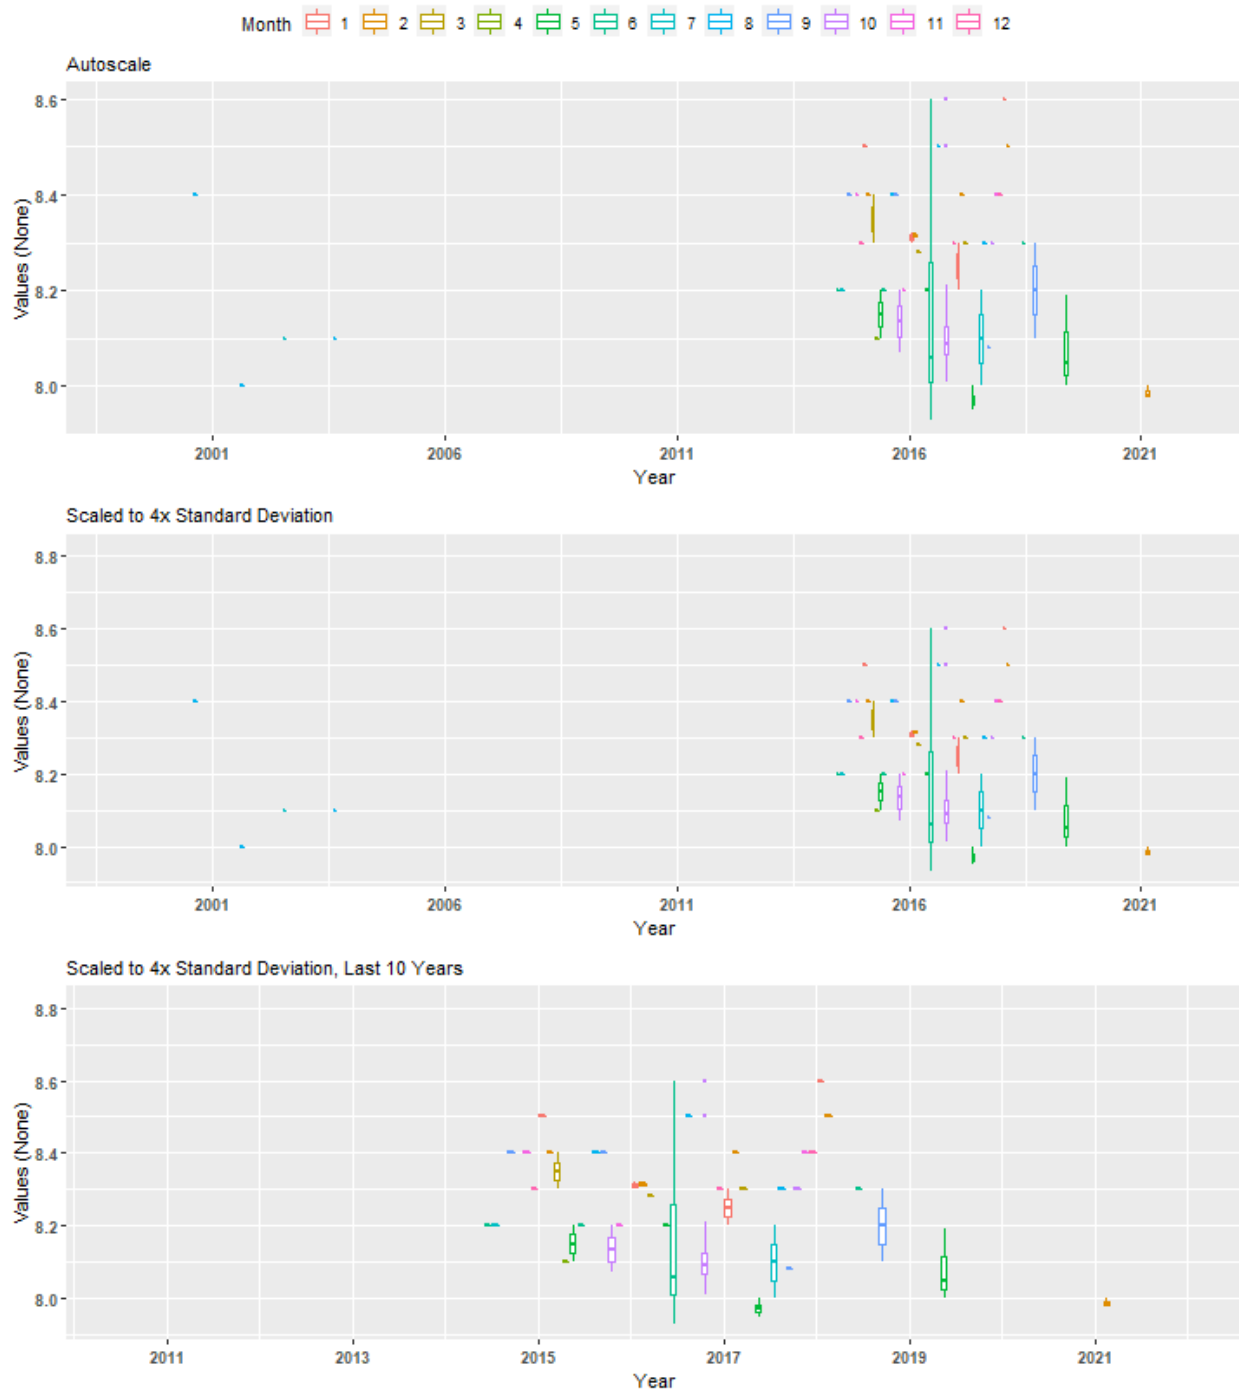 Month 1 2 3 4 5 6 7 8 9 10 11 12
Autoscale
8.6
8.4
8.2
8.0
Values (None)
2001 2006 2011 2016 2021
Year
Scaled to 4x Standard Deviation
8.8
8.6
8.4
8.2
8.0
Values (None)
2001 2006 2011 2016 2021
Year
Scaled to 4x Standard Deviation, Last 10 Years
8.8
8.6
8.4
8.2
8.0
Values (None)
2011 2013 2015 2017 2019 2021
Year